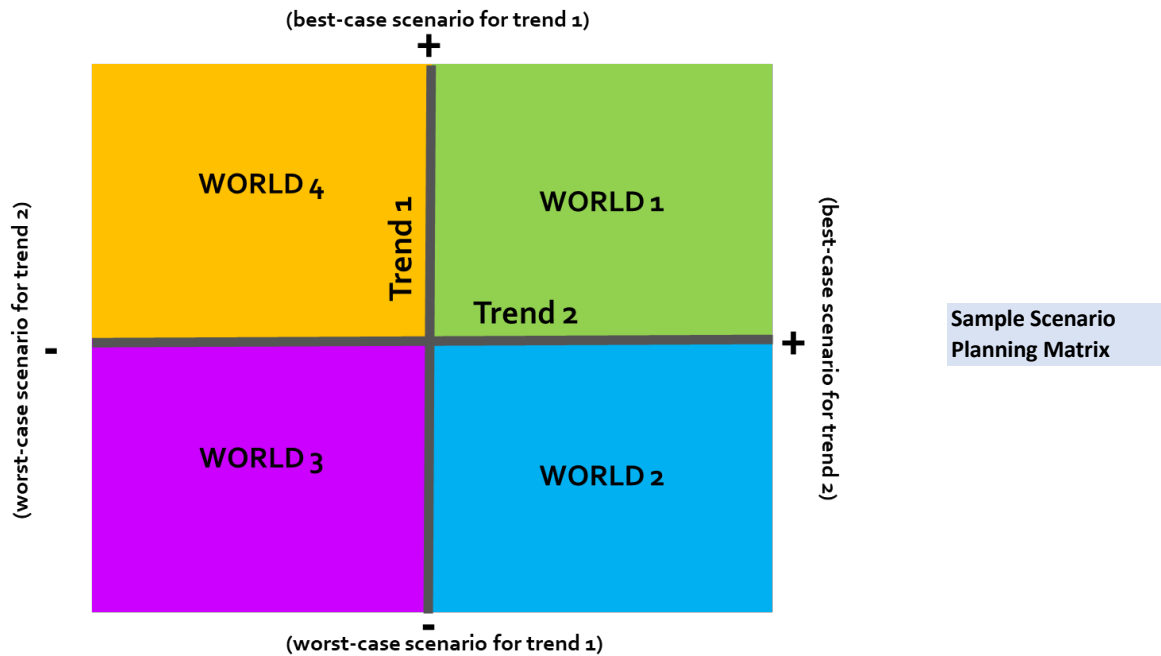 (best-case scenario for trend 1)
+
WORLD 4
WORLD 1
Trend 1
Trend 2
(worst-case scenario for trend 2)
-
+
(best-case scenario for trend 2)
Sample Scenario
Planning Matrix
WORLD 3
WORLD 2
-
(worst-case scenario for trend 1)